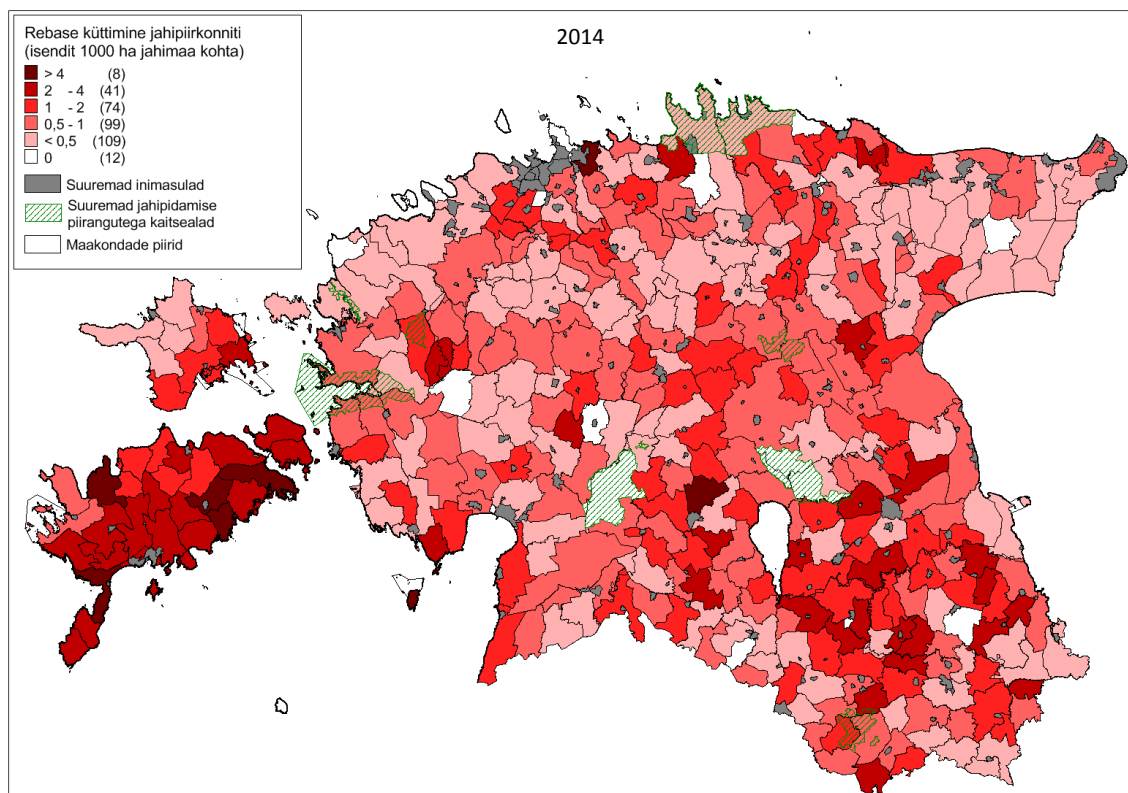 Rebase küttimine jahipiirkonniti
(isendit 1000 ha jahimaa kohta)
> 4 (8)
2 - 4 (41)
1 - 2 (74)
0,5 - 1 (99)
< 0,5 (109)
0 (12)
Suuremad inimasulad
Suuremad jahipidamise
piirangutega kaitsealad
Maakondade piirid
2014